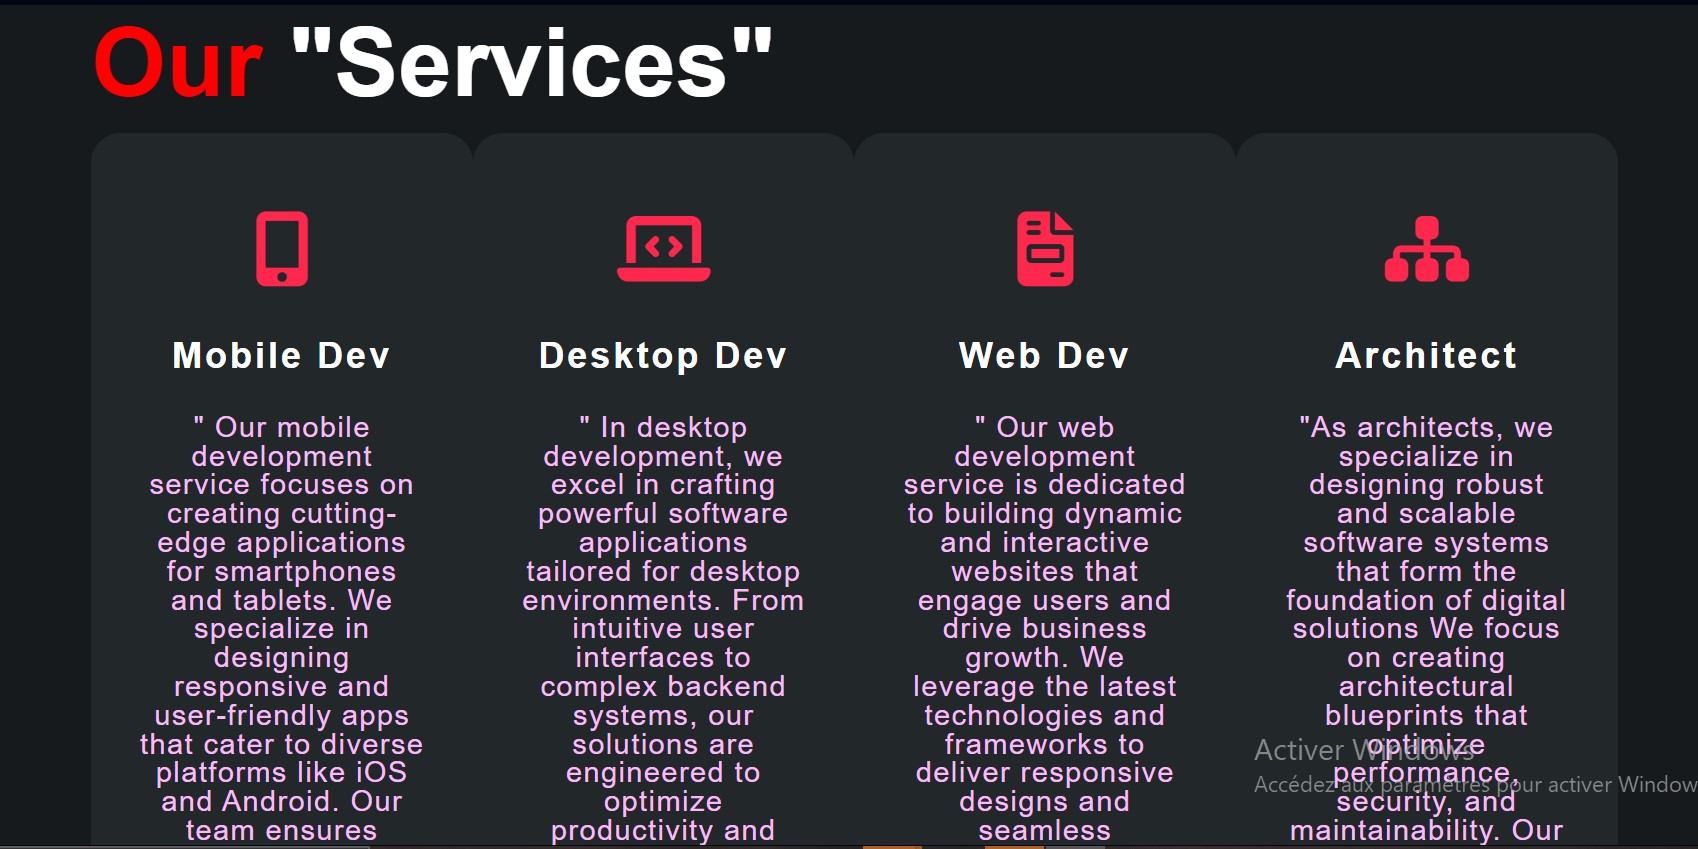 Our "Services"
Mobile Dev
" Our mobile
development
service focuses on
creating cutting-
edge applications
for smartphones
and tablets. We
specialize in
designing
responsive and
user-friendly apps
that cater to diverse
platforms like iOS
and Android. Our
team ensures
Desktop Dev
" In desktop
development, we
excel in crafting
powerful software
applications
tailored for desktop
environments. From
intuitive user
interfaces to
complex backend
systems, our
solutions are
engineered to
optimize
productivity and
Web Dev
" Our web
development
service is dedicated
to building dynamic
and interactive
websites that
engage users and
drive business
growth. We
leverage the latest
technologies and
frameworks to
deliver responsive
designs and
seamless
Architect
"As architects, we
specialize in
designing robust
and scalable
software systems
that form the
foundation of digital
solutions We focus
on creating
architectural
blueprints that
optimize
performance,
security, and
maintainability. Our
Activer Windows
Accédez aux paramètres pour activer Window